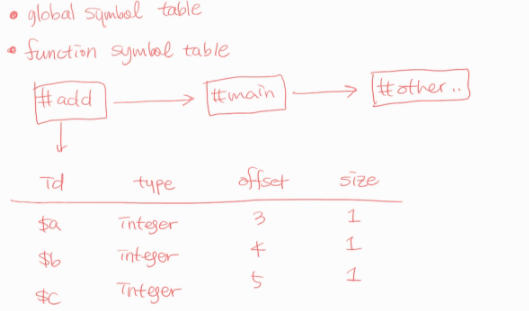 • global symbol table
• function symbol table
#add → #main → #other..
id type offset size
$a integer 3 1
$b integer 4 1
$c integer 5 1